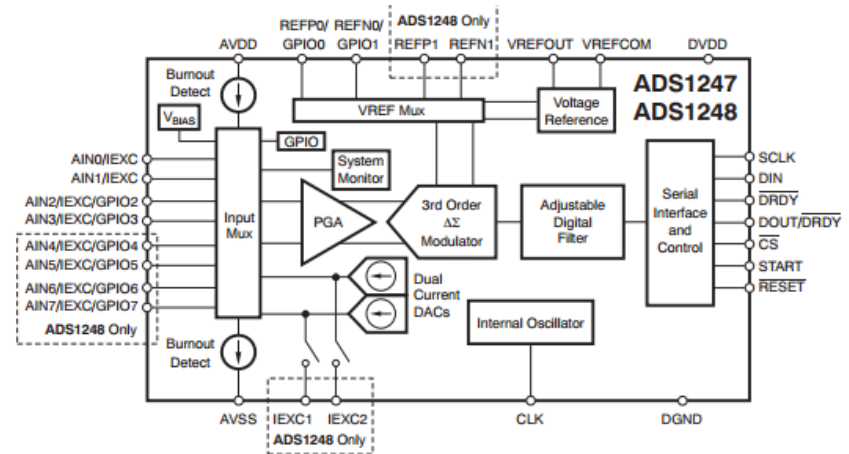 REFP0/ REFN0/ ADS1248 Only
AVDD GPIO0 GPIO1 REFP1 REFN1 VREFOUT VREFCOM DVDD
Burnout
Detect
ADS1247
ADS1248
VREF Mux
Voltage
Reference
VBIAS
GPIO
System
Monitor
AIN0/IEXC
AIN1/IEXC
AIN2/IEXC/GPIO2
AIN3/IEXC/GPIO3
AIN4/IEXC/GPIO4
AIN5/IEXC/GPIO5
AIN6/IEXC/GPIO6
AIN7/IEXC/GPIO7
ADS1248 Only
Input
Mux
PGA
3rd Order
ΔΣ
Modulator
Adjustable
Digital
Filter
Serial
Interface
and
Control
SCLK
DIN
DRDY
DOUT/DRDY
CS
START
RESET
Dual
Current
DACs
Internal Oscillator
Burnout
Detect
AVSS IEXC1 IEXC2 CLK DGND
ADS1248 Only